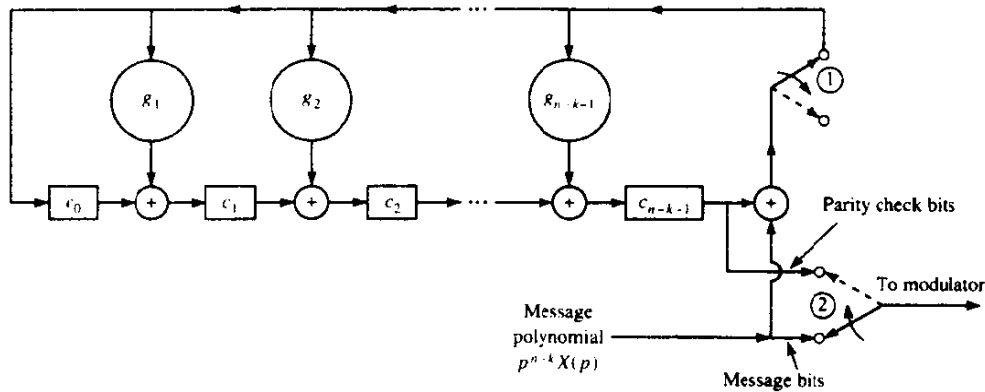 ...
g₁
g₂
gₙ₋ₖ₋₁
1
c₀
+
c₁
+
c₂
...
+
cₙ₋ₖ₋₁
+
Parity check bits
To modulator
2
Message
polynomial
pⁿ⁻ᵏX(p)
Message bits